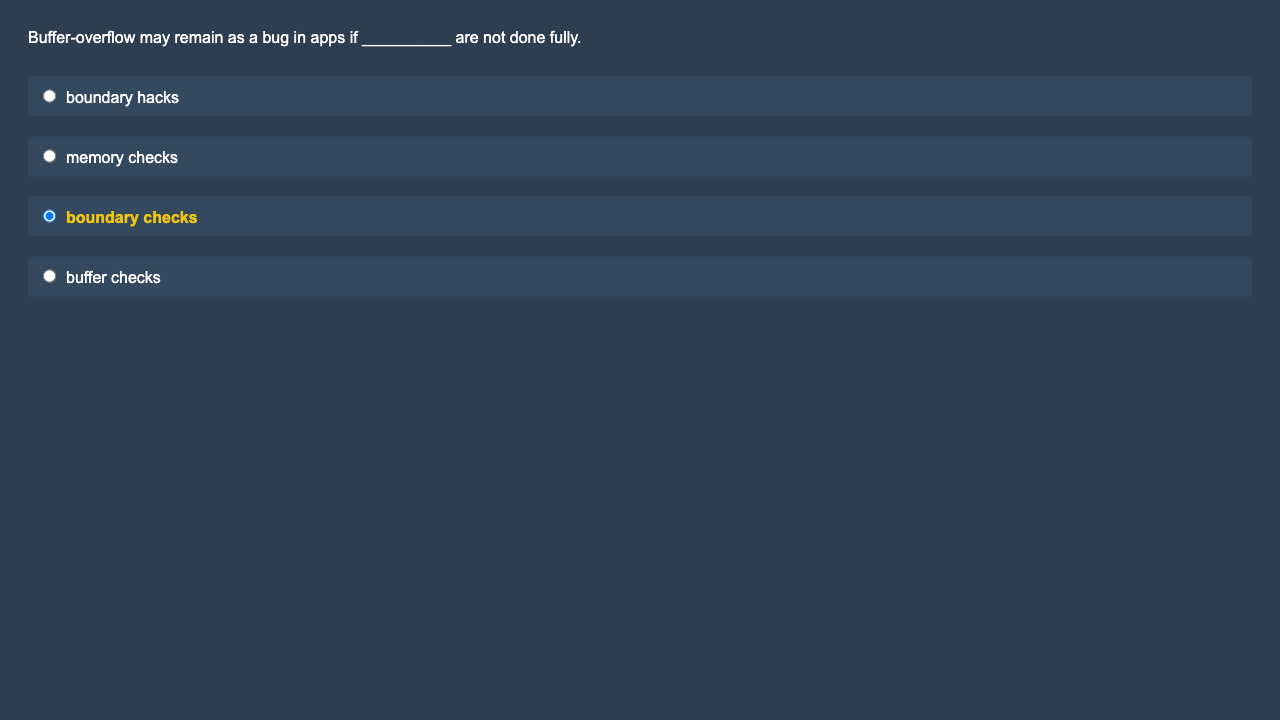 Buffer-overflow may remain as a bug in apps if __________ are not done fully.
boundary hacks
memory checks
boundary checks
buffer checks